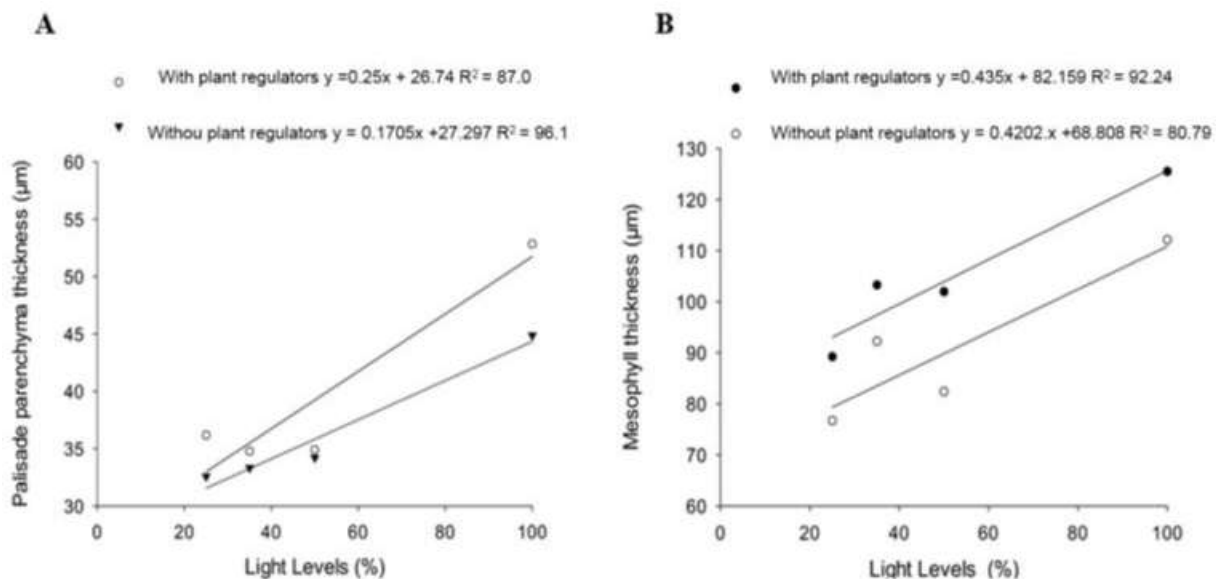 A
With plant regulators y =0.25x + 26.74 R² = 87.0
Withou plant regulators y = 0.1705x +27.297 R² = 96.1
60
55
50
45
40
35
30
0
20
40
60
80
100
Palisade parenchyma thickness (µm)
Light Levels (%)
B
With plant regulators y =0.435x + 82.159 R² = 92.24
Without plant regulators y = 0.4202.x +68.808 R² = 80.79
130
120
110
100
90
80
70
60
0
20
40
60
80
100
Mesophyll thickness (µm)
Light Levels (%)